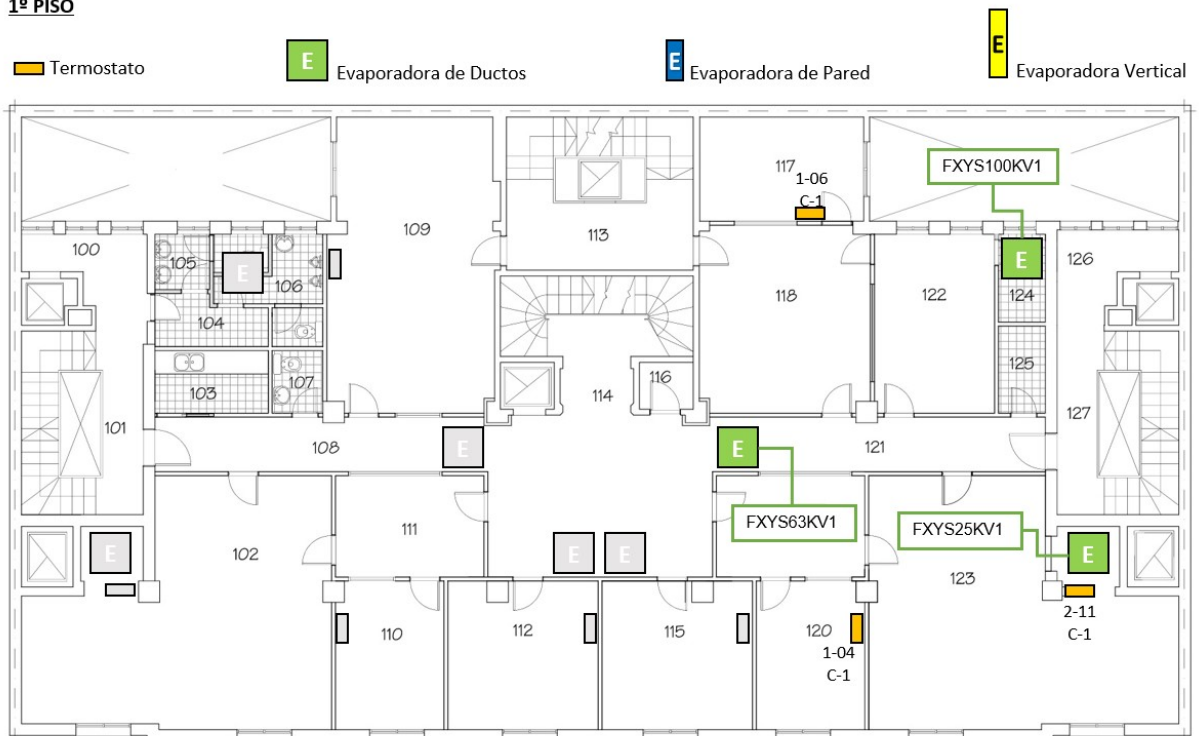 1º PISO
Termostato
E
Evaporadora de Ductos
E
Evaporadora de Pared
E
Evaporadora Vertical
117
1-06
C-1
FXYS100KV1
100
109
113
105
E
106
E
126
118
122
124
104
116
125
103
107
114
101
127
108
E
E
121
111
FXYS63KV1
FXYS25KV1
E
102
E
E
E
123
110
112
115
120
1-04
C-1
2-11
C-1